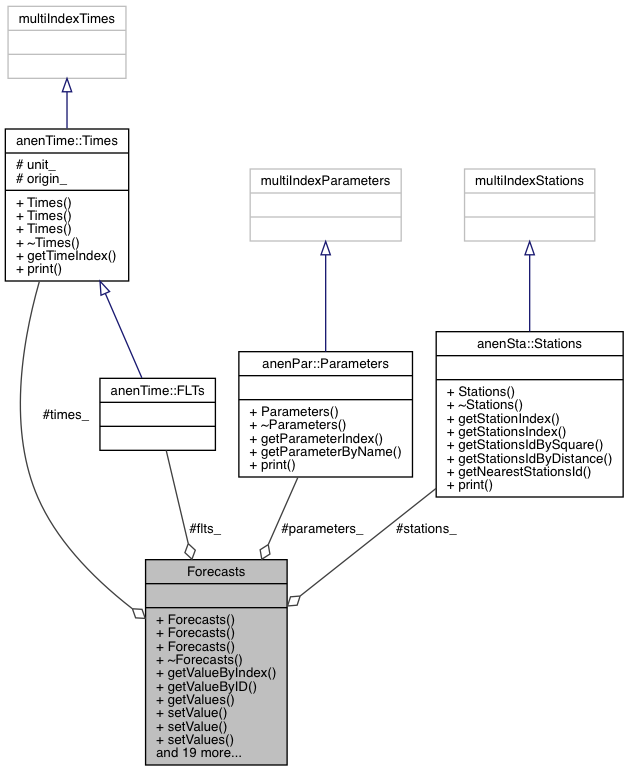 multiIndexTimes
anenTime::Times
# unit_
# origin_
+ Times()
+ Times()
+ Times()
+ ~Times()
+ getTimeIndex()
+ print()
multiIndexParameters
multiIndexStations
anenTime::FLTs
anenPar::Parameters
+ Parameters()
+ ~Parameters()
+ getParameterIndex()
+ getParameterByName()
+ print()
anenSta::Stations
+ Stations()
+ ~Stations()
+ getStationIndex()
+ getStationsIndex()
+ getStationsIdBySquare()
+ getStationsIdByDistance()
+ getNearestStationsId()
+ print()
#times_
#flts_
#parameters_
#stations_
Forecasts
+ Forecasts()
+ Forecasts()
+ Forecasts()
+ ~Forecasts()
+ getValueByIndex()
+ getValueByID()
+ getValues()
+ setValue()
+ setValue()
+ setValues()
and 19 more...